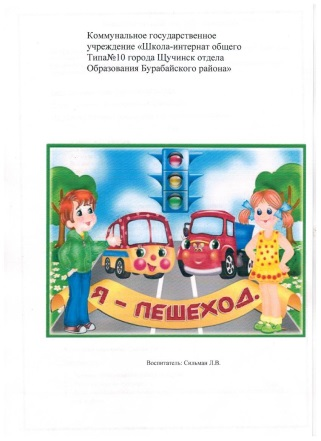 Коммунальное государственное
учреждение «Школа-интернат общего
Типа№10 города Щучинск отдела
Образования Бурабайского района»
Я - ПЕШЕХОД.
Воспитатель: Сильман Л.В.